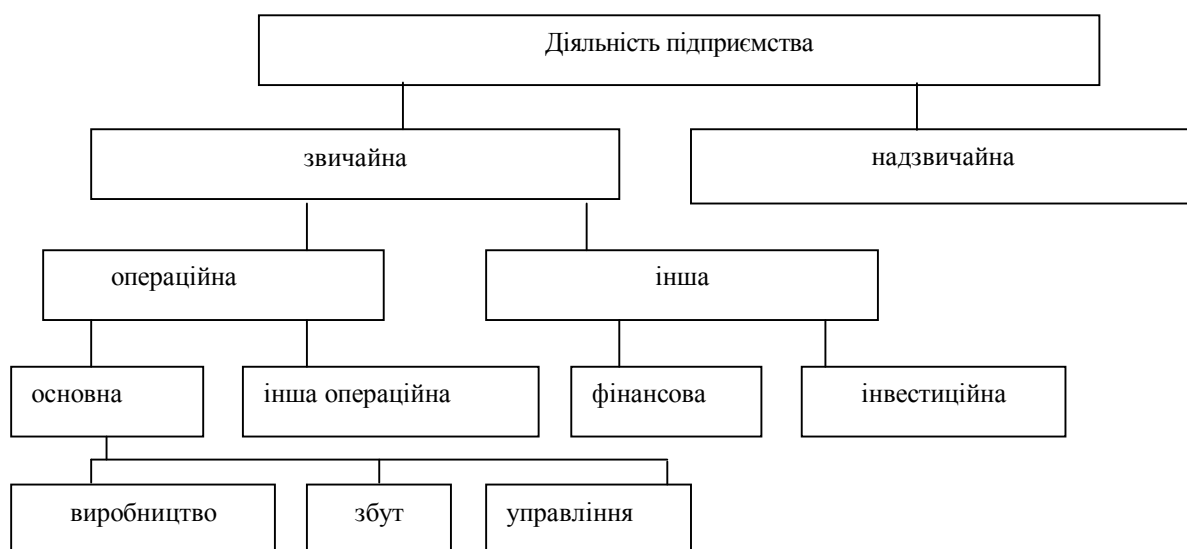 Діяльність підприємства
звичайна
надзвичайна
операційна
інша
основна
інша операційна
фінансова
інвестиційна
виробництво
збут
управління